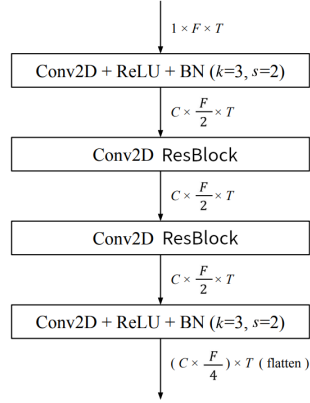 1 × F × T
Conv2D + ReLU + BN (k=3, s=2)
C × F/2 × T
Conv2D ResBlock
C × F/2 × T
Conv2D ResBlock
C × F/2 × T
Conv2D + ReLU + BN (k=3, s=2)
( C × F/4 ) × T ( flatten )